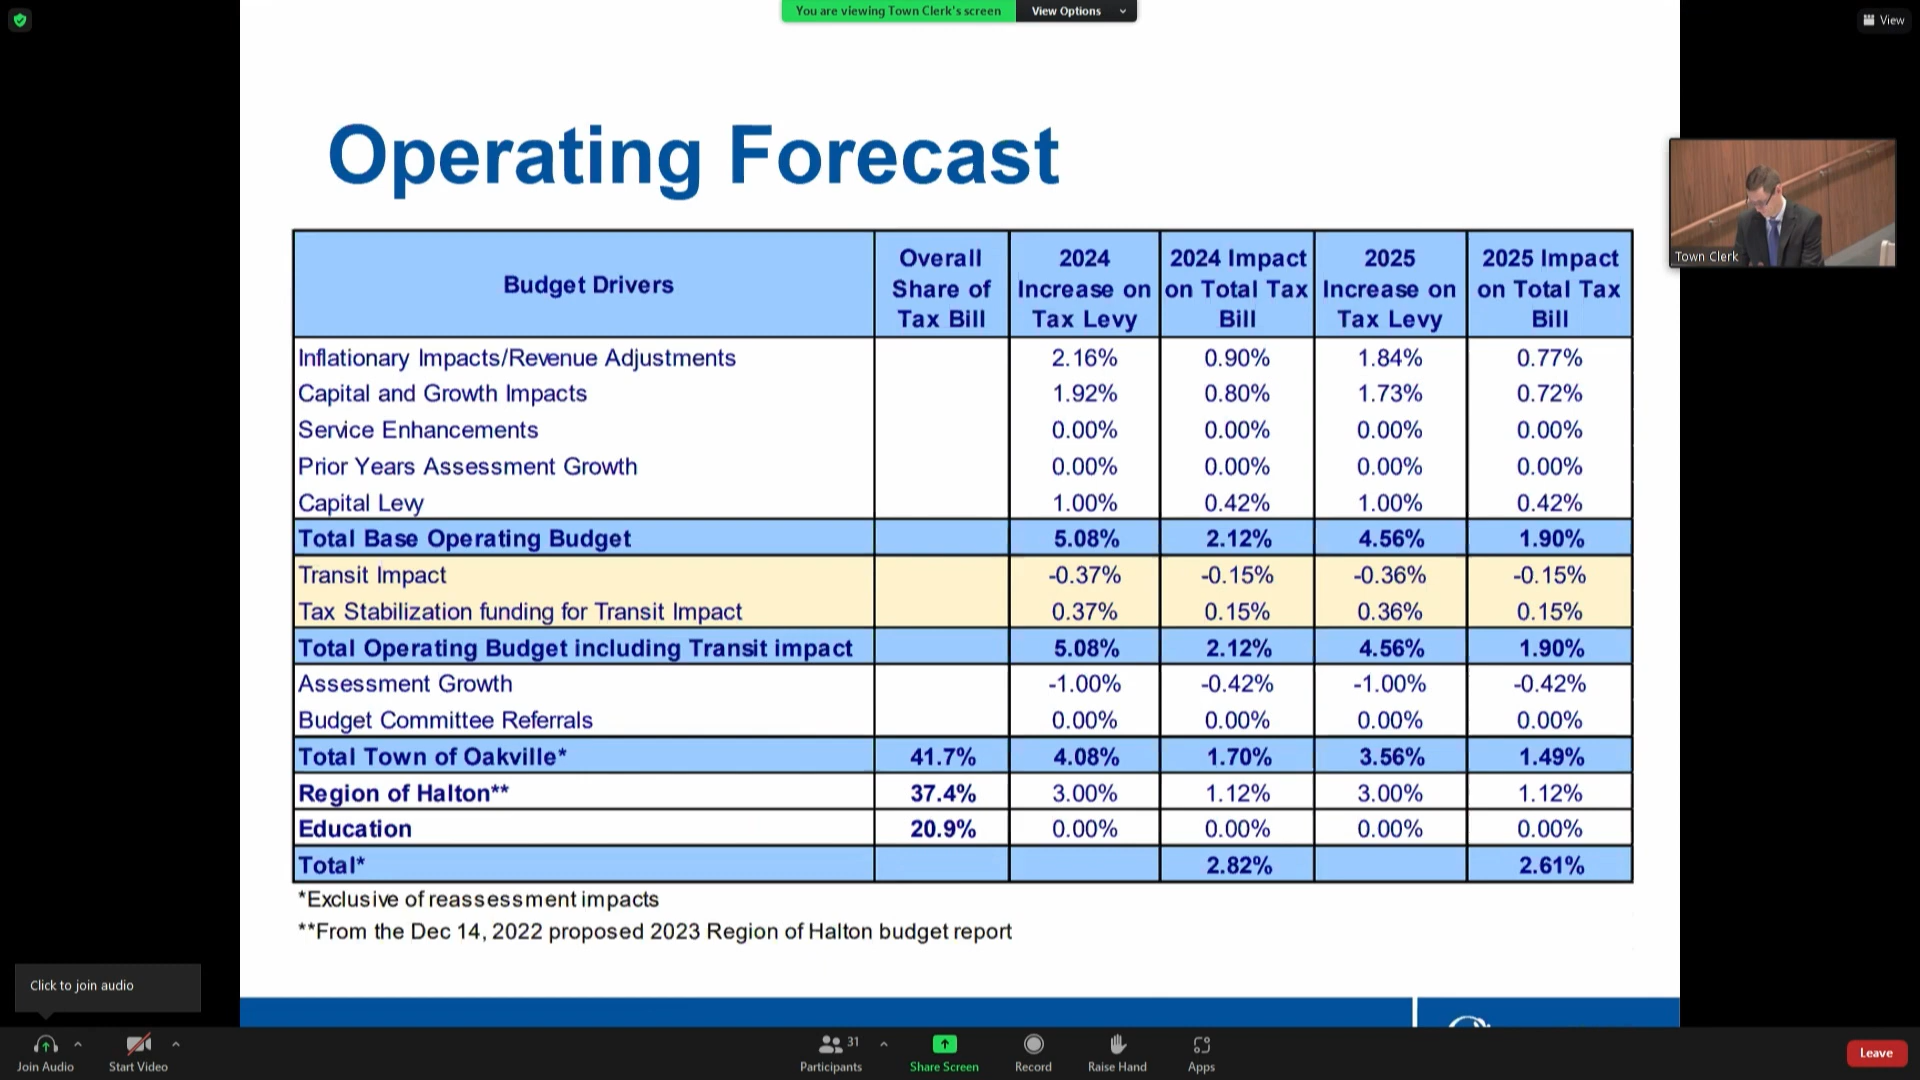 You are viewing Town Clerk's screen View Options
View
Operating Forecast
Budget Drivers
Overall Share of Tax Bill
2024 Increase on Tax Levy
2024 Impact on Total Tax Bill
2025 Increase on Tax Levy
2025 Impact on Total Tax Bill
Inflationary Impacts/Revenue Adjustments 2.16% 0.90% 1.84% 0.77%
Capital and Growth Impacts 1.92% 0.80% 1.73% 0.72%
Service Enhancements 0.00% 0.00% 0.00% 0.00%
Prior Years Assessment Growth 0.00% 0.00% 0.00% 0.00%
Capital Levy 1.00% 0.42% 1.00% 0.42%
Total Base Operating Budget 5.08% 2.12% 4.56% 1.90%
Transit Impact -0.37% -0.15% -0.36% -0.15%
Tax Stabilization funding for Transit Impact 0.37% 0.15% 0.36% 0.15%
Total Operating Budget including Transit impact 5.08% 2.12% 4.56% 1.90%
Assessment Growth -1.00% -0.42% -1.00% -0.42%
Budget Committee Referrals 0.00% 0.00% 0.00% 0.00%
Total Town of Oakville* 41.7% 4.08% 1.70% 3.56% 1.49%
Region of Halton** 37.4% 3.00% 1.12% 3.00% 1.12%
Education 20.9% 0.00% 0.00% 0.00% 0.00%
Total* 2.82% 2.61%
*Exclusive of reassessment impacts
**From the Dec 14, 2022 proposed 2023 Region of Halton budget report
Town Clerk
Click to join audio
Join Audio
Start Video
31
Participants
Share Screen
Record
Raise Hand
Apps
Leave